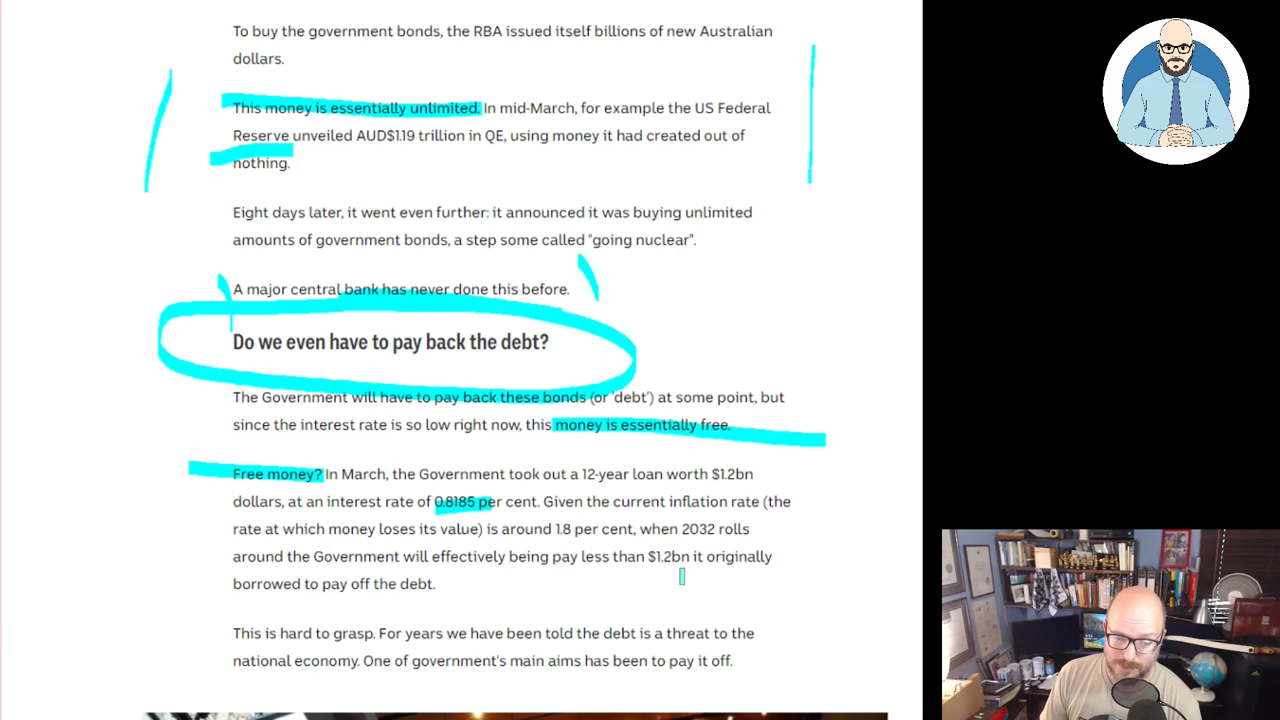 To buy the government bonds, the RBA issued itself billions of new Australian
dollars.
This money is essentially unlimited. In mid-March, for example the US Federal
Reserve unveiled AUD$1.19 trillion in QE, using money it had created out of
nothing.
Eight days later, it went even further: it announced it was buying unlimited
amounts of government bonds, a step some called "going nuclear".
A major central bank has never done this before.
Do we even have to pay back the debt?
The Government will have to pay back these bonds (or 'debt') at some point, but
since the interest rate is so low right now, this money is essentially free.
Free money? In March, the Government took out a 12-year loan worth $1.2bn
dollars, at an interest rate of 0.8185 per cent. Given the current inflation rate (the
rate at which money loses its value) is around 1.8 per cent, when 2032 rolls
around the Government will effectively being pay less than $1.2bn it originally
borrowed to pay off the debt.
This is hard to grasp. For years we have been told the debt is a threat to the
national economy. One of government's main aims has been to pay it off.